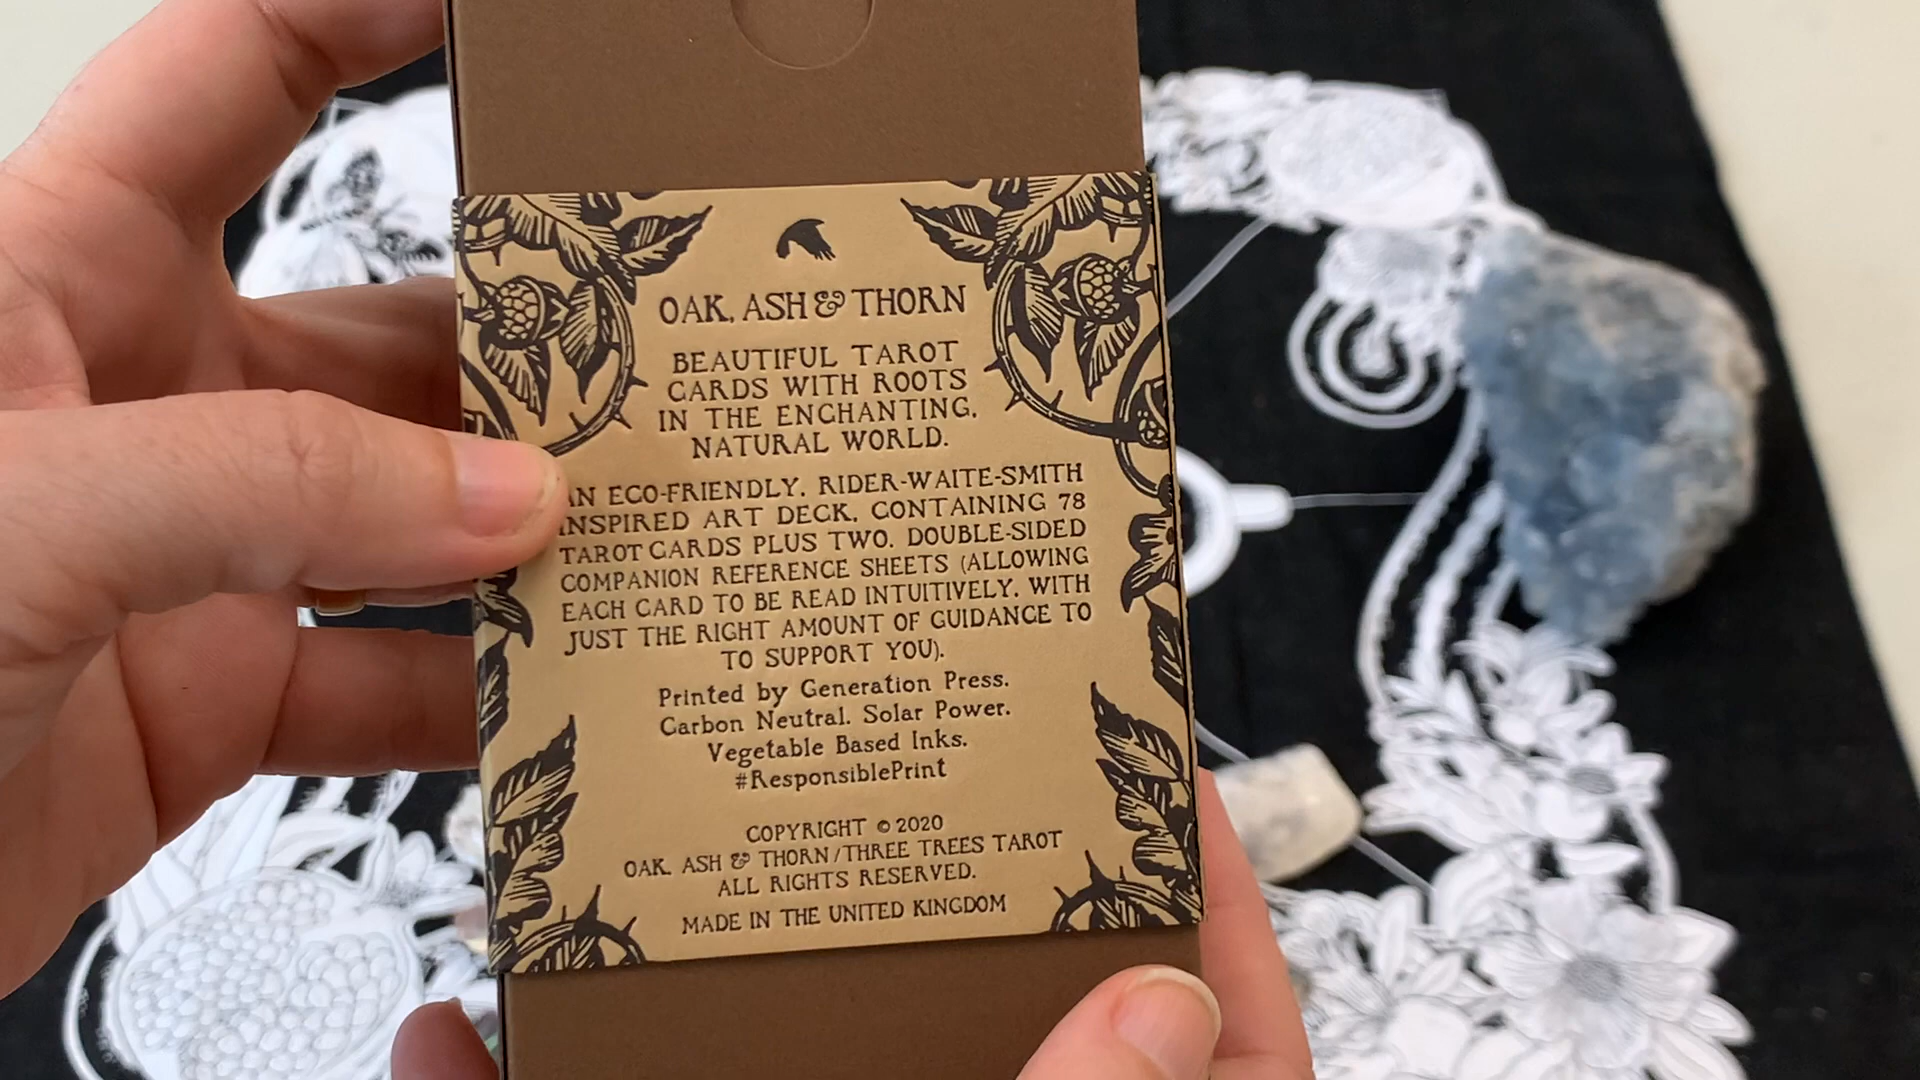 OAK, ASH & THORN
BEAUTIFUL TAROT
CARDS WITH ROOTS
IN THE ENCHANTING,
NATURAL WORLD.
AN ECO-FRIENDLY, RIDER-WAITE-SMITH
INSPIRED ART DECK, CONTAINING 78
TAROT CARDS PLUS TWO, DOUBLE-SIDED
COMPANION REFERENCE SHEETS (ALLOWING
EACH CARD TO BE READ INTUITIVELY, WITH
JUST THE RIGHT AMOUNT OF GUIDANCE TO
TO SUPPORT YOU).
Printed by Generation Press.
Carbon Neutral. Solar Power.
Vegetable Based Inks.
#ResponsiblePrint
COPYRIGHT © 2020
OAK, ASH & THORN / THREE TREES TAROT
ALL RIGHTS RESERVED.
MADE IN THE UNITED KINGDOM